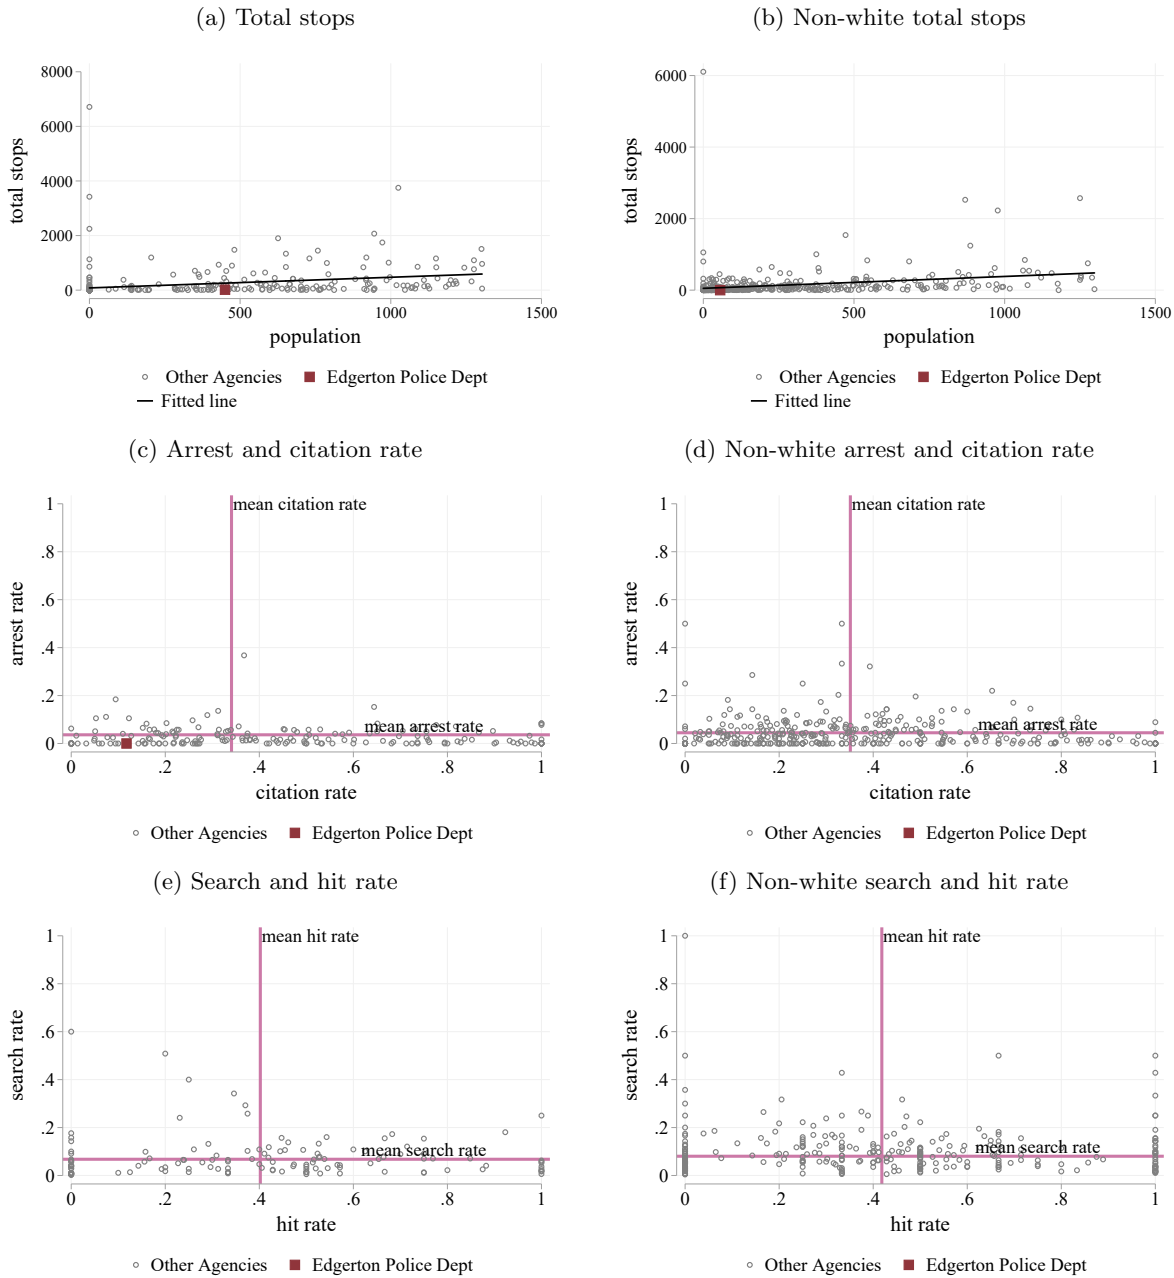 (a) Total stops
8000
6000
4000
2000
0
total stops
0 500 1000 1500
population
Other Agencies Edgerton Police Dept
Fitted line
(b) Non-white total stops
6000
4000
2000
0
total stops
0 500 1000 1500
population
Other Agencies Edgerton Police Dept
Fitted line
(c) Arrest and citation rate
1
.8
.6
.4
.2
0
arrest rate
mean citation rate
mean arrest rate
0 .2 .4 .6 .8 1
citation rate
Other Agencies Edgerton Police Dept
(d) Non-white arrest and citation rate
1
.8
.6
.4
.2
0
arrest rate
mean citation rate
mean arrest rate
0 .2 .4 .6 .8 1
citation rate
Other Agencies Edgerton Police Dept
(e) Search and hit rate
1
.8
.6
.4
.2
0
search rate
mean hit rate
mean search rate
0 .2 .4 .6 .8 1
hit rate
Other Agencies Edgerton Police Dept
(f) Non-white search and hit rate
1
.8
.6
.4
.2
0
search rate
mean hit rate
mean search rate
0 .2 .4 .6 .8 1
hit rate
Other Agencies Edgerton Police Dept